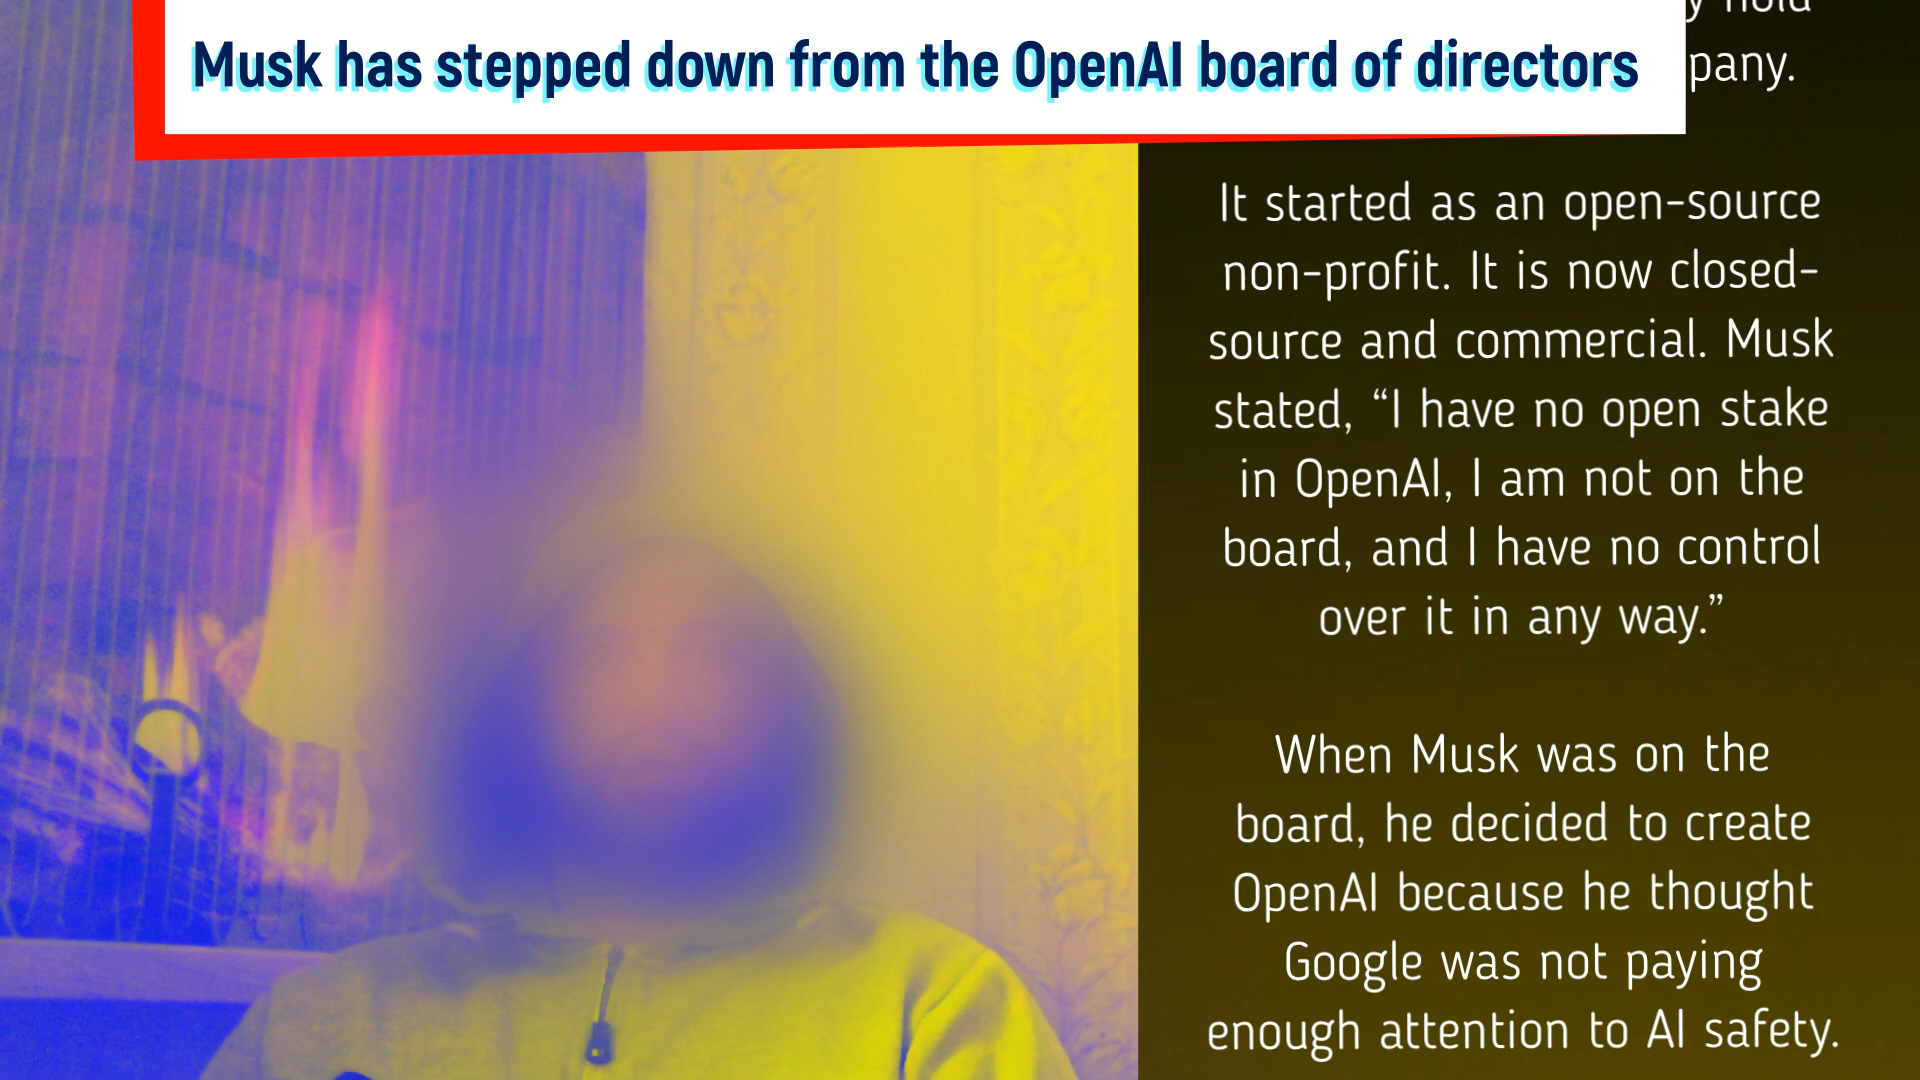 Musk has stepped down from the OpenAI board of directors
pany.
It started as an open-source
non-profit. It is now closed-
source and commercial. Musk
stated, “I have no open stake
in OpenAI, I am not on the
board, and I have no control
over it in any way.”
When Musk was on the
board, he decided to create
OpenAI because he thought
Google was not paying
enough attention to AI safety.